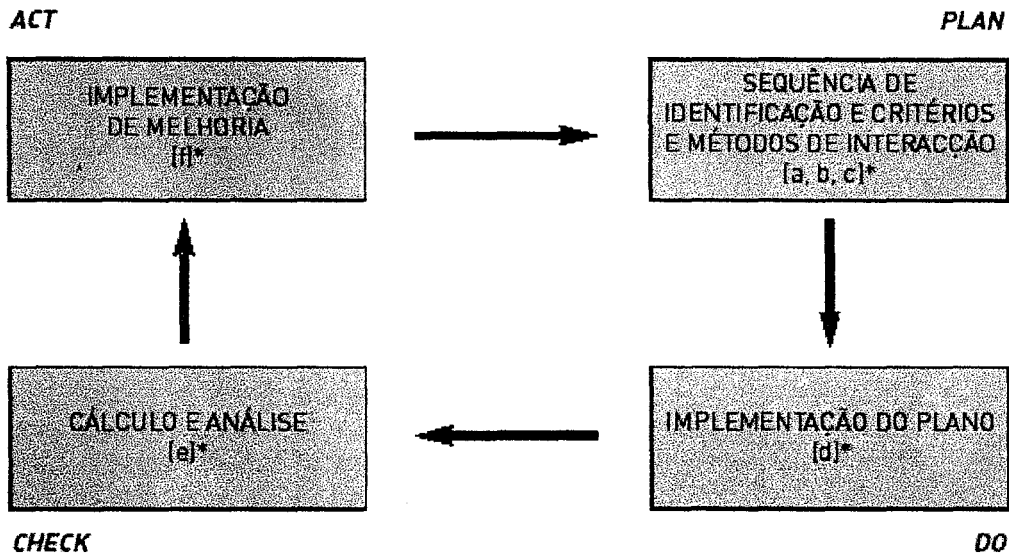 ACT
PLAN
IMPLEMENTAÇÃO
DE MELHORIA
[f]*
SEQUÊNCIA DE
IDENTIFICAÇÃO E CRITÉRIOS
E MÉTODOS DE INTERACÇÃO
[a, b, c]*
CÁLCULO E ANÁLISE
[e]*
IMPLEMENTAÇÃO DO PLANO
[d]*
CHECK
DO